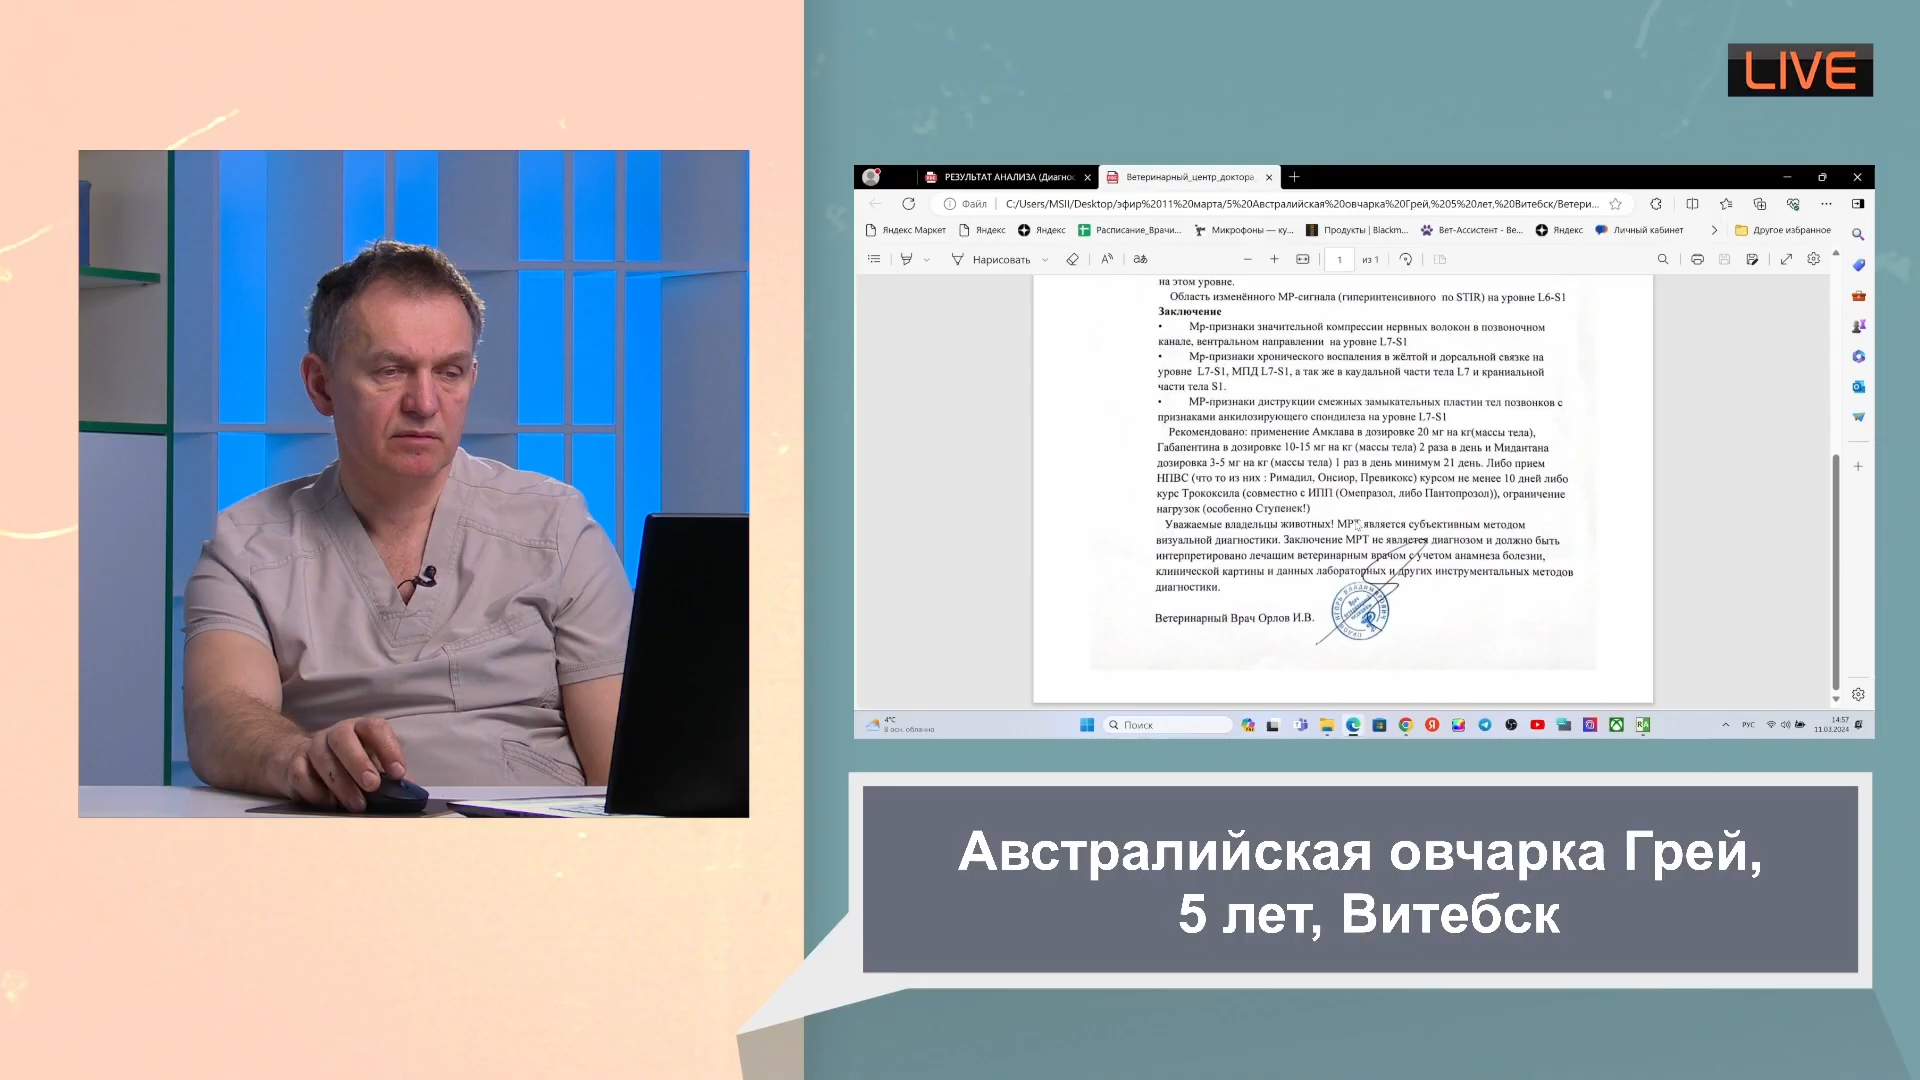 LIVE
РЕЗУЛЬТАТ АНАЛИЗА (Диагнос
Ветеринарный_центр_доктора
Файл
C:/Users/MSII/Desktop/эфир%2011%20марта/5%20Австралийская%20овчарка%20Грей,%205%20лет,%20Витебск/Ветери...
Яндекс Маркет
Яндекс
Яндекс
Расписание_Врачи...
Микрофоны — ку...
Продукты | Blackm...
Вет-Ассистент - Ве...
Яндекс
Личный кабинет
Другое избранное
Нарисовать
1
из 1
на этом уровне.
Область изменённого МР-сигнала (гиперинтенсивного по STIR) на уровне L6-S1
Заключение
• Мр-признаки значительной компрессии нервных волокон в позвоночном
канале, вентральном направлении на уровне L7-S1
• Мр-признаки хронического воспаления в жёлтой и дорсальной связке на
уровне L7-S1, МПД L7-S1, а так же в каудальной части тела L7 и краниальной
части тела S1.
• МР-признаки диструкции смежных замыкательных пластин тел позвонков с
признаками анкилозирующего спондилеза на уровне L7-S1
Рекомендовано: применение Амклава в дозировке 20 мг на кг(массы тела),
Габапентина в дозировке 10-15 мг на кг (массы тела) 2 раза в день и Мидантана
дозировка 3-5 мг на кг (массы тела) 1 раз в день минимум 21 день. Либо прием
НПВС (что то из них : Римадил, Онсиор, Превикокс) курсом не менее 10 дней либо
курс Трококсила (совместно с ИПП (Омепразол, либо Пантопрозол)), ограничение
нагрузок (особенно Ступенек!)
Уважаемые владельцы животных! МРТ является субъективным методом
визуальной диагностики. Заключение МРТ не является диагнозом и должно быть
интерпретировано лечащим ветеринарным врачом с учетом анамнеза болезни,
клинической картины и данных лабораторных и других инструментальных методов
диагностики.
Ветеринарный Врач Орлов И.В.
4°C
В осн. облачно
Поиск
РУС
14:57
11.03.2024
Австралийская овчарка Грей,
5 лет, Витебск